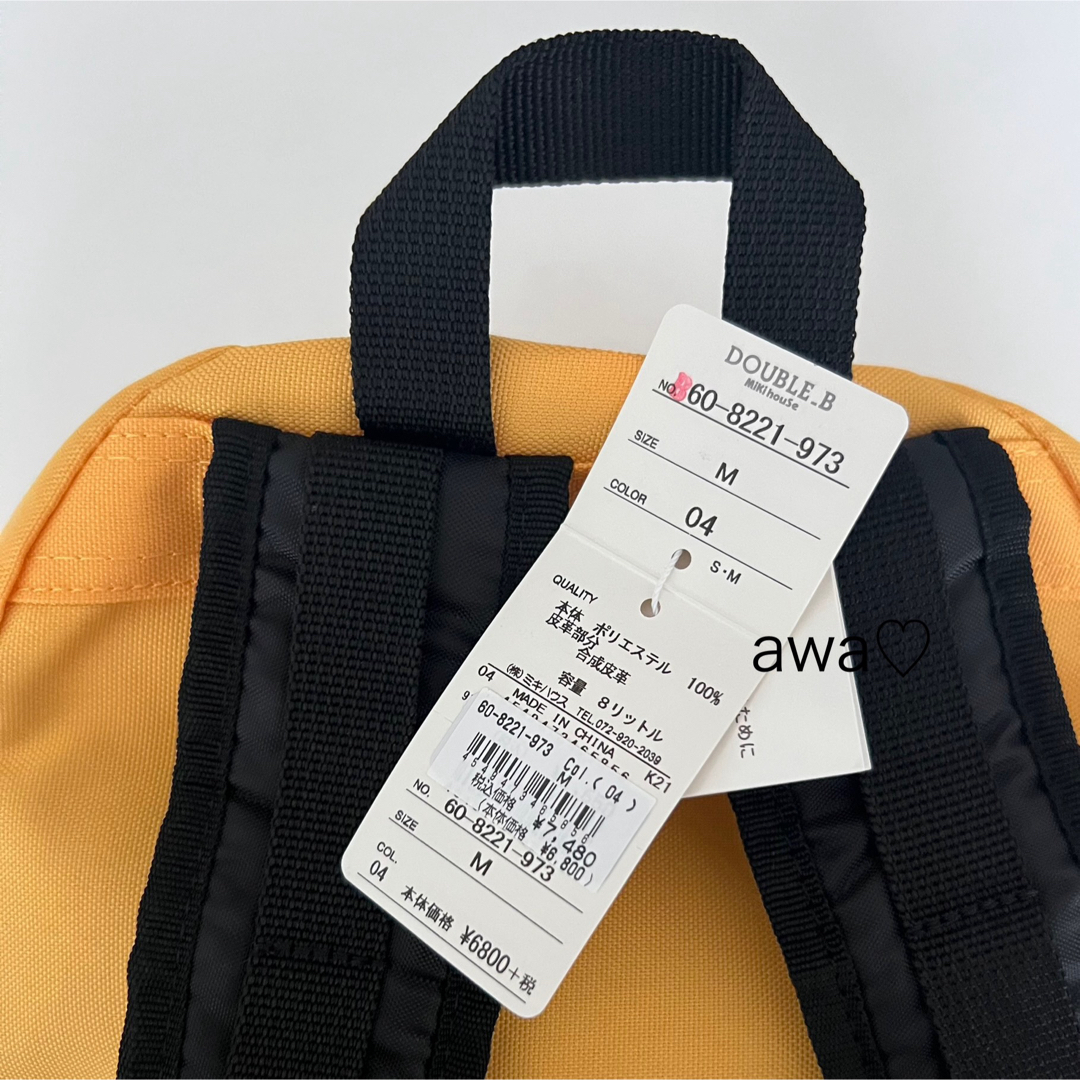 DOUBLE_B
MiKiHouSe
NO. 60-8221-973
SIZE M
COLOR 04
S・M
QUALITY
本体 ポリエステル 100%
皮革部分 合成皮革
容量 8リットル
(株)ミキハウス TEL.072-920-2039
04 MADE IN CHINA K21
60-8221-973 Col.(04)
M
税込価格 ¥7,480
(本体価格 ¥6,800)
NO. 60-8221-973
SIZE M
COL. 04
本体価格 ¥6800+税
ために
awa♡